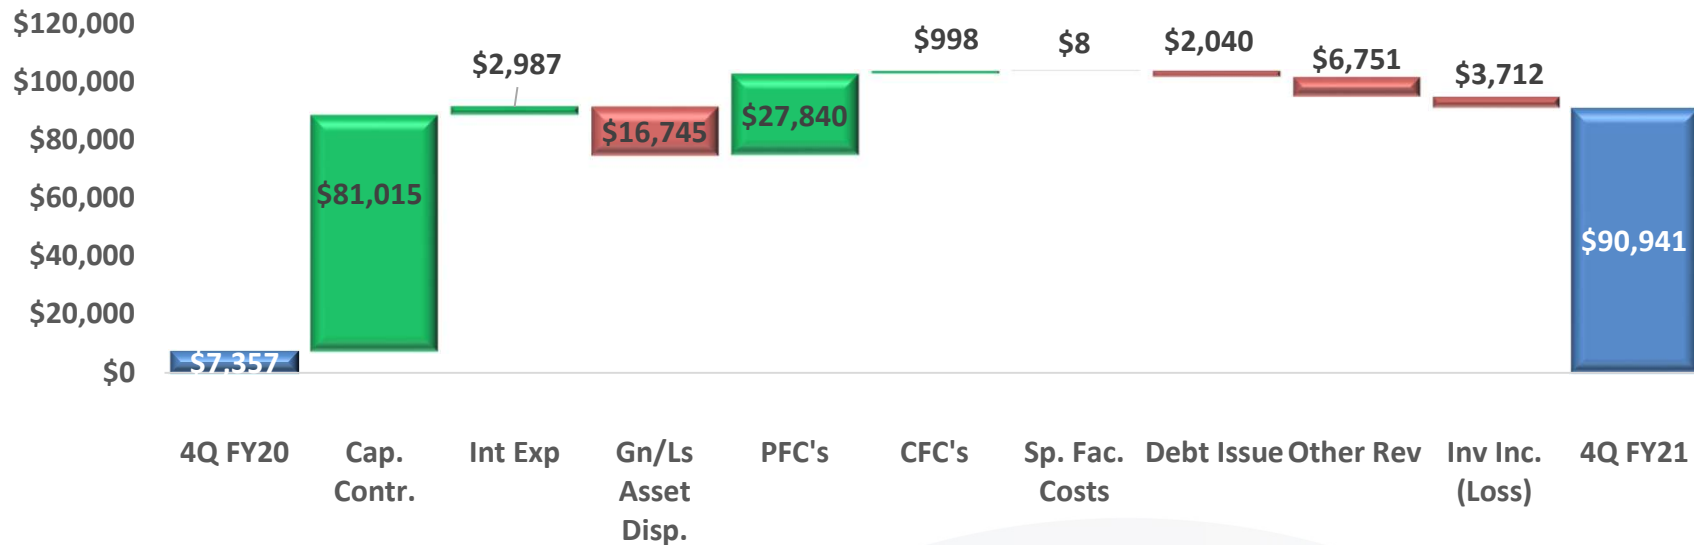 $120,000
$100,000
$80,000
$60,000
$40,000
$20,000
$0
$7,357
$81,015
$2,987
$16,745
$27,840
$998
$8
$2,040
$6,751
$3,712
$90,941
4Q FY20
Cap.
Contr.
Int Exp
Gn/Ls
Asset
Disp.
PFC's
CFC's
Sp. Fac.
Costs
Debt Issue
Other Rev
Inv Inc.
(Loss)
4Q FY21